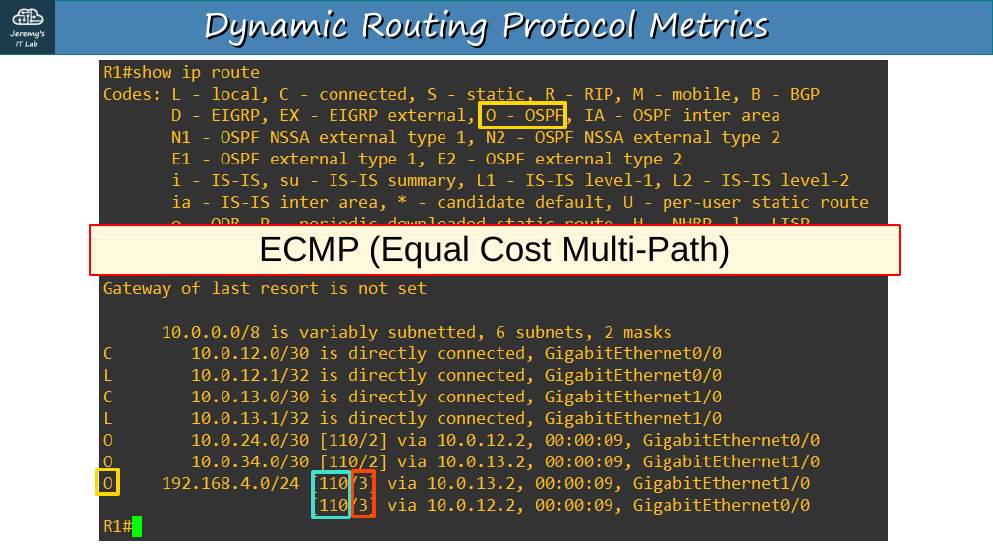 Jeremy's
IT Lab
Dynamic Routing Protocol Metrics
R1#show ip route
Codes: L - local, C - connected, S - static, R - RIP, M - mobile, B - BGP
D - EIGRP, EX - EIGRP external, O - OSPF, IA - OSPF inter area
N1 - OSPF NSSA external type 1, N2 - OSPF NSSA external type 2
E1 - OSPF external type 1, E2 - OSPF external type 2
i - IS-IS, su - IS-IS summary, L1 - IS-IS level-1, L2 - IS-IS level-2
ia - IS-IS inter area, * - candidate default, U - per-user static route
o - ODR, P - periodic downloaded static route, H - NHRP, l - LISP
ECMP (Equal Cost Multi-Path)
Gateway of last resort is not set
10.0.0.0/8 is variably subnetted, 6 subnets, 2 masks
C 10.0.12.0/30 is directly connected, GigabitEthernet0/0
L 10.0.12.1/32 is directly connected, GigabitEthernet0/0
C 10.0.13.0/30 is directly connected, GigabitEthernet1/0
L 10.0.13.1/32 is directly connected, GigabitEthernet1/0
O 10.0.24.0/30 [110/2] via 10.0.12.2, 00:00:09, GigabitEthernet0/0
O 10.0.34.0/30 [110/2] via 10.0.13.2, 00:00:09, GigabitEthernet1/0
O 192.168.4.0/24 [110/3] via 10.0.13.2, 00:00:09, GigabitEthernet1/0
[110/3] via 10.0.12.2, 00:00:09, GigabitEthernet0/0
R1#